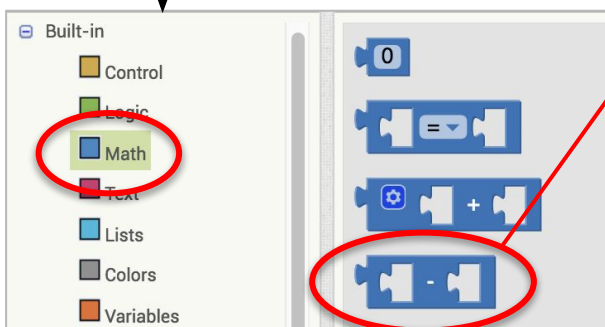 Built-in
Control
Logic
Math
Text
Lists
Colors
Variables
0
=
+
-